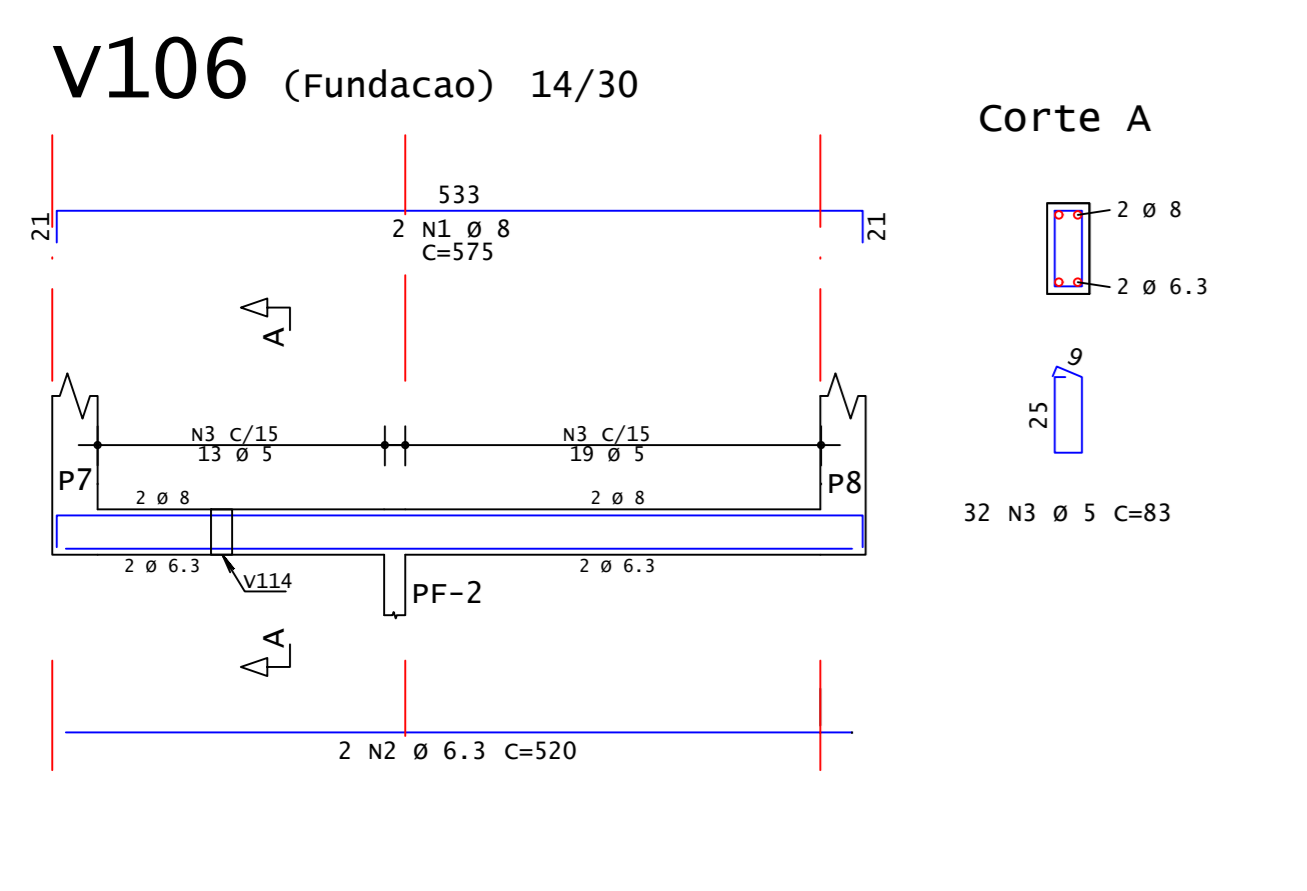 V106 (Fundacao) 14/30
Corte A
533
21
21
2 N1 Ø 8
C=575
2 Ø 8
2 Ø 6.3
A
9
25
N3 C/15
13 Ø 5
N3 C/15
19 Ø 5
P7
P8
2 Ø 8
2 Ø 8
32 N3 Ø 5 C=83
2 Ø 6.3
2 Ø 6.3
V114
PF-2
A
2 N2 Ø 6.3 C=520